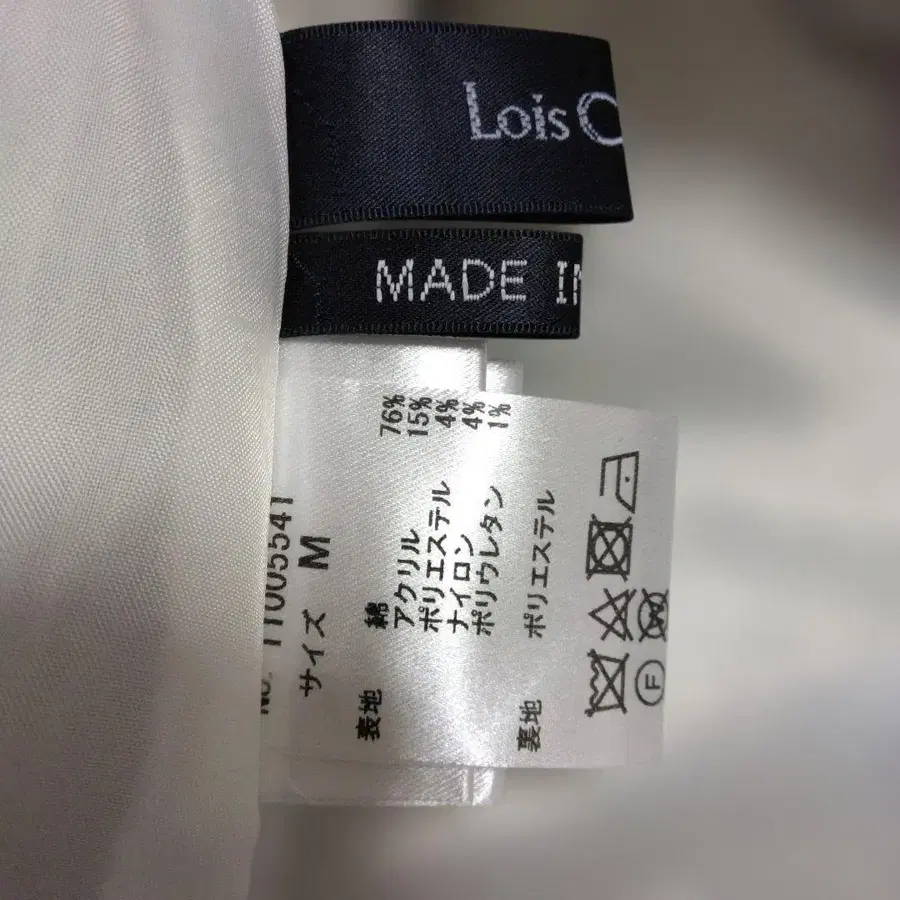 Lois C
MADE IN
No. 11005541
サイズ M
表地 綿 76%
アクリル 15%
ポリエステル 4%
ナイロン 4%
ポリウレタン 1%
裏地 ポリエステル
F W